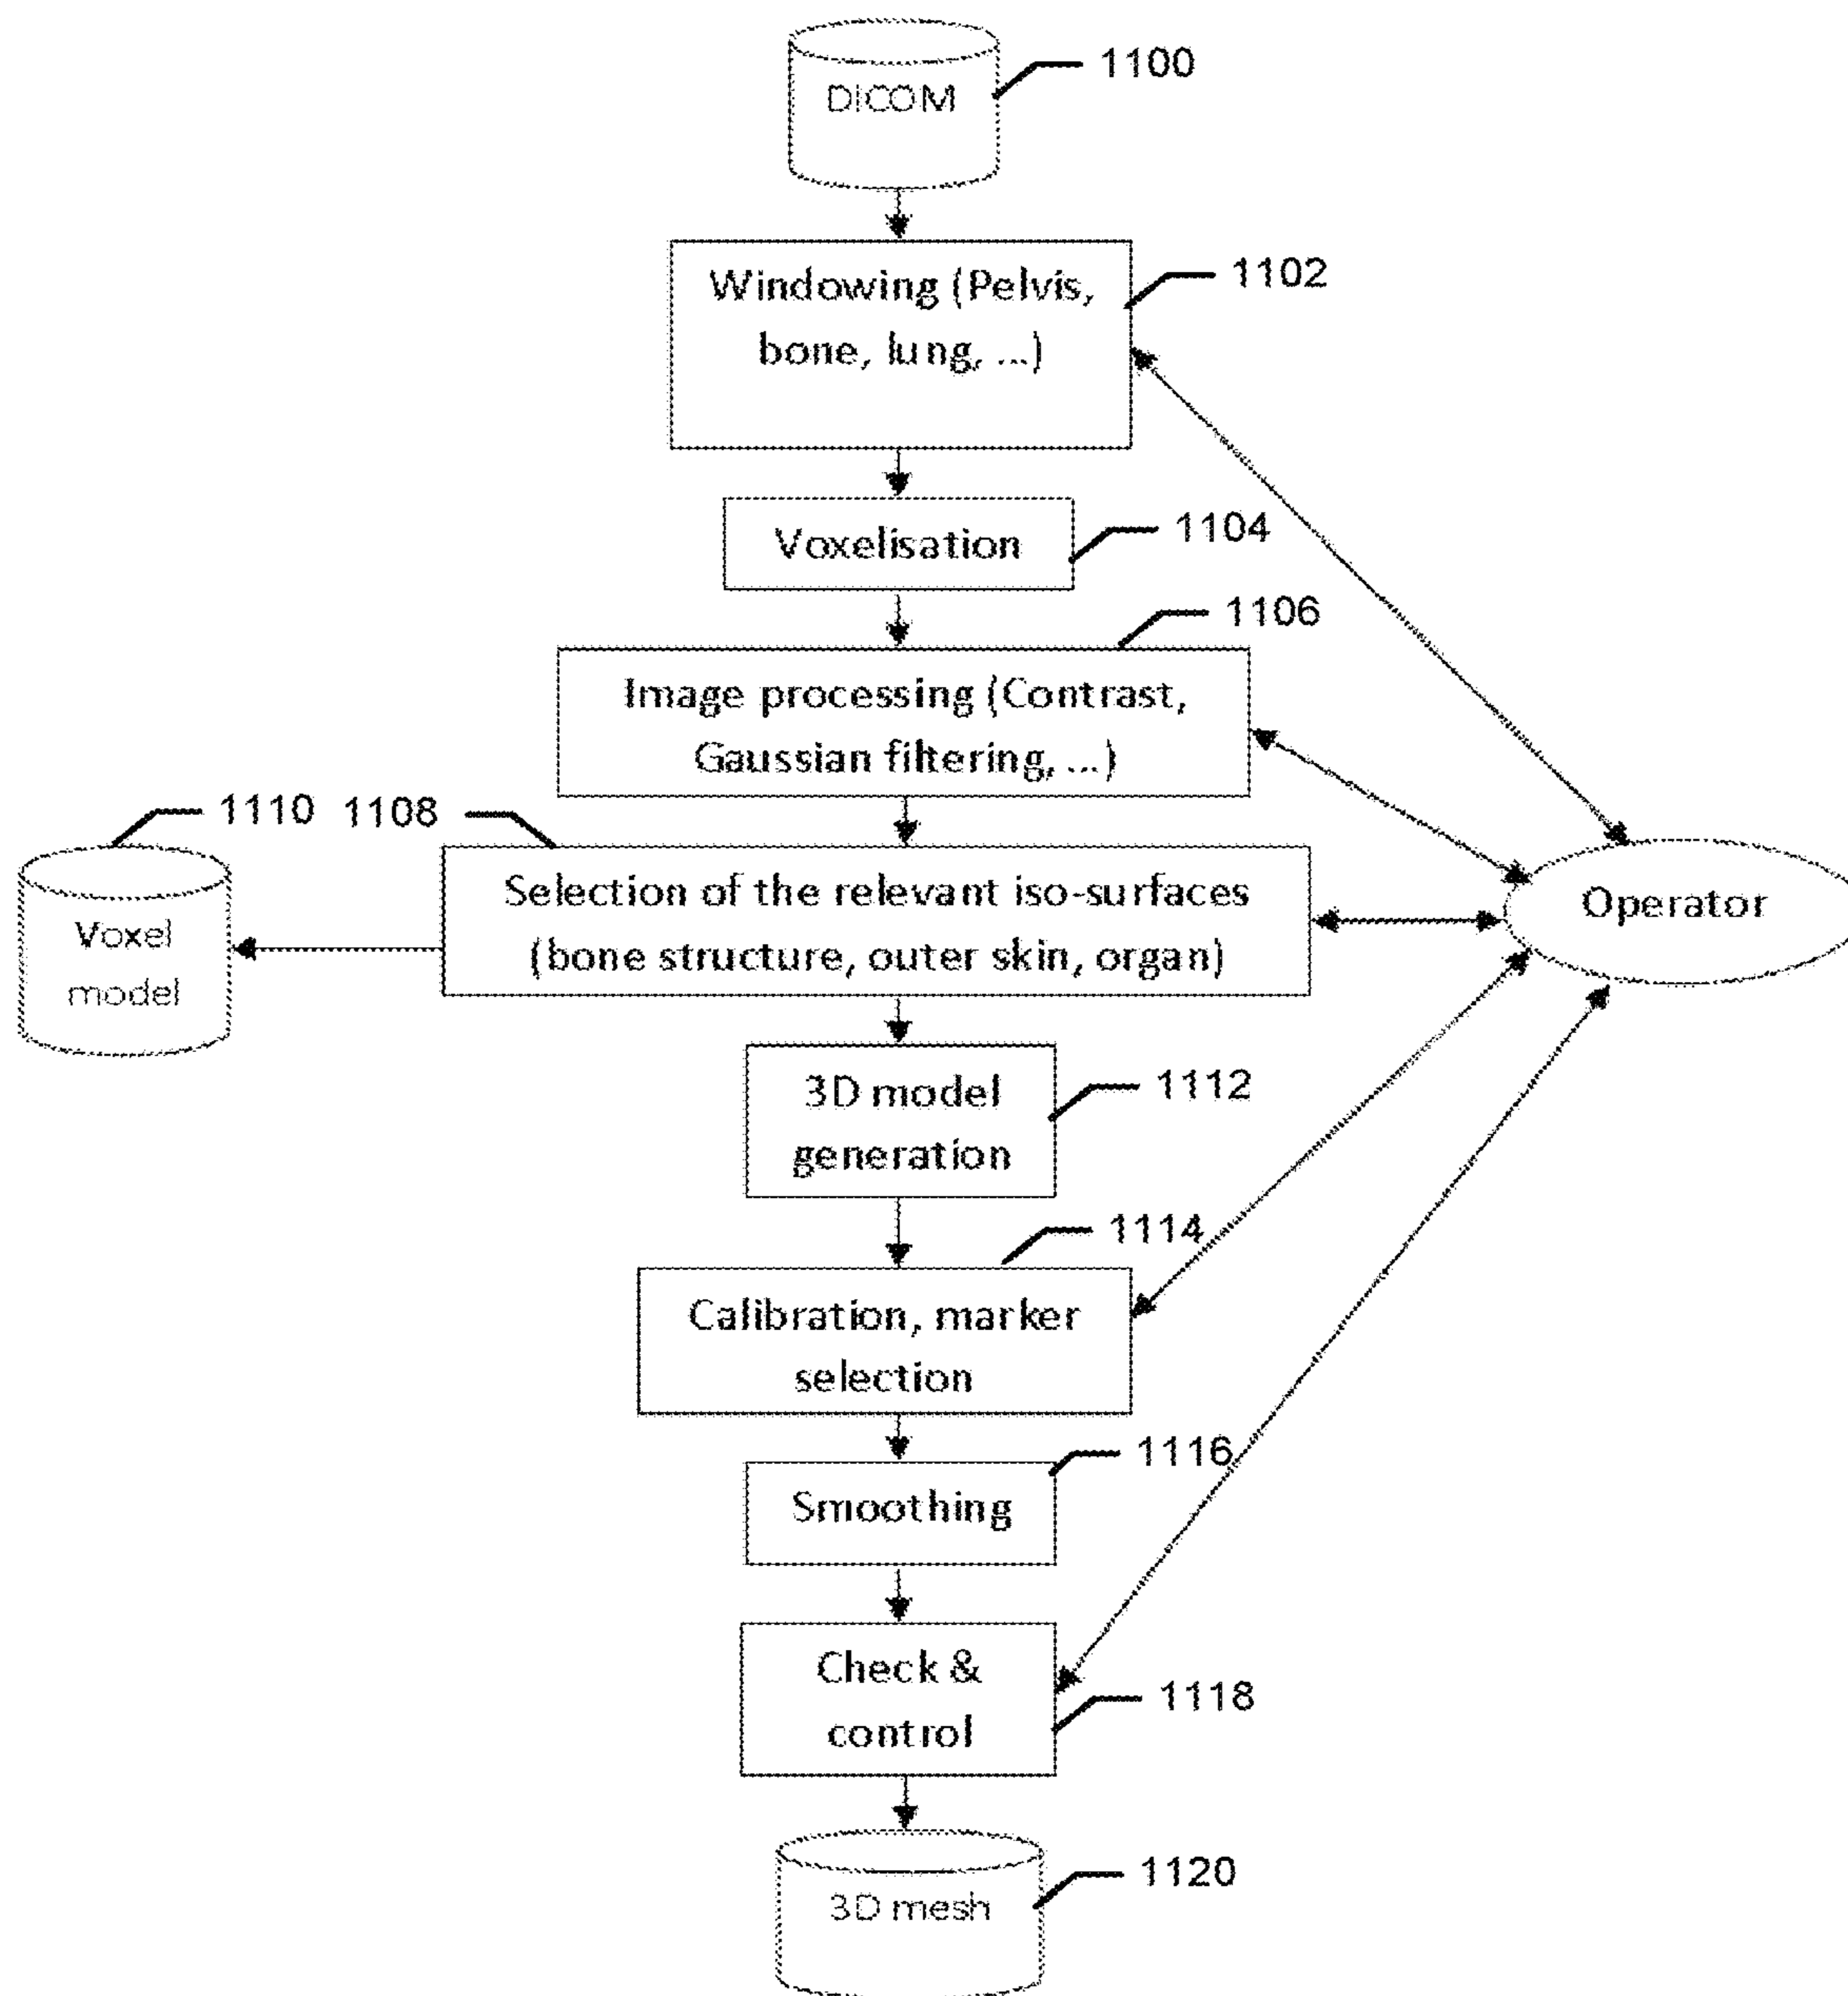 1100
DICOM
1102
Windowing (Pelvis,
bone, lung, ...)
1104
Voxelisation
1106
Image processing (Contrast,
Gaussian filtering, ...)
1110
1108
Voxel
model
Selection of the relevant iso-surfaces
(bone structure, outer skin, organ)
Operator
1112
3D model
generation
1114
Calibration, marker
selection
1116
Smoothing
Check &
control
1118
1120
3D mesh